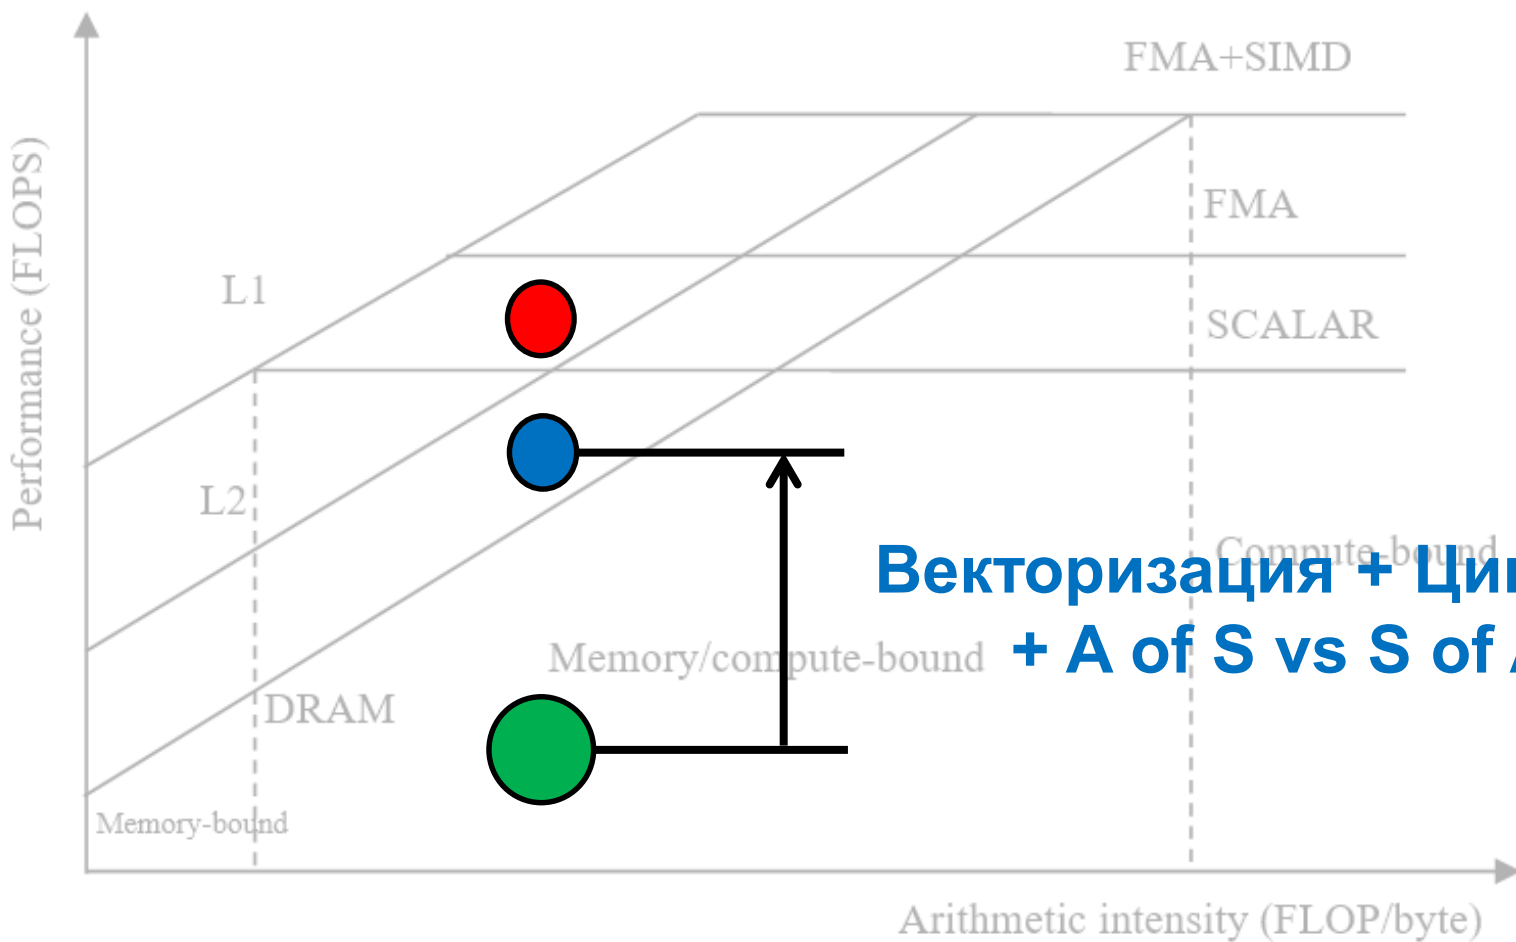 FMA+SIMD
Performance (FLOPS)
FMA
L1
SCALAR
L2
Compute-bound
Векторизация +
+ A of S vs S of
Memory/compute-bound
DRAM
Memory-bound
Arithmetic intensity (FLOP/byte)